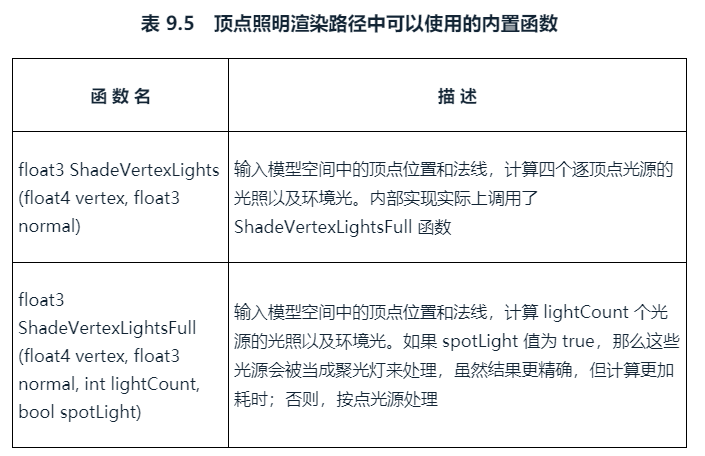 表 9.5 顶点照明渲染路径中可以使用的内置函数
函 数 名
描 述
float3 ShadeVertexLights
(float4 vertex, float3
normal)
输入模型空间中的顶点位置和法线，计算四个逐顶点光源的
光照以及环境光。内部实现实际上调用了
ShadeVertexLightsFull 函数
float3
ShadeVertexLightsFull
(float4 vertex, float3
normal, int lightCount,
bool spotLight)
输入模型空间中的顶点位置和法线，计算 lightCount 个光
源的光照以及环境光。如果 spotLight 值为 true，那么这些
光源会被当成聚光灯来处理，虽然结果更精确，但计算更加
耗时；否则，按点光源处理